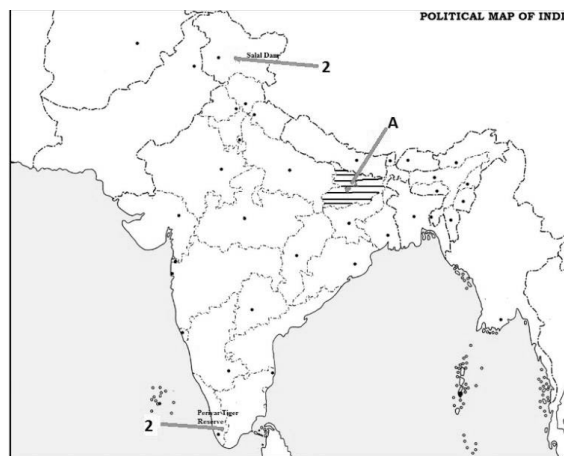 POLITICAL MAP OF INDI
Salal Dam
2
A
Periyar Tiger
Reserve
2